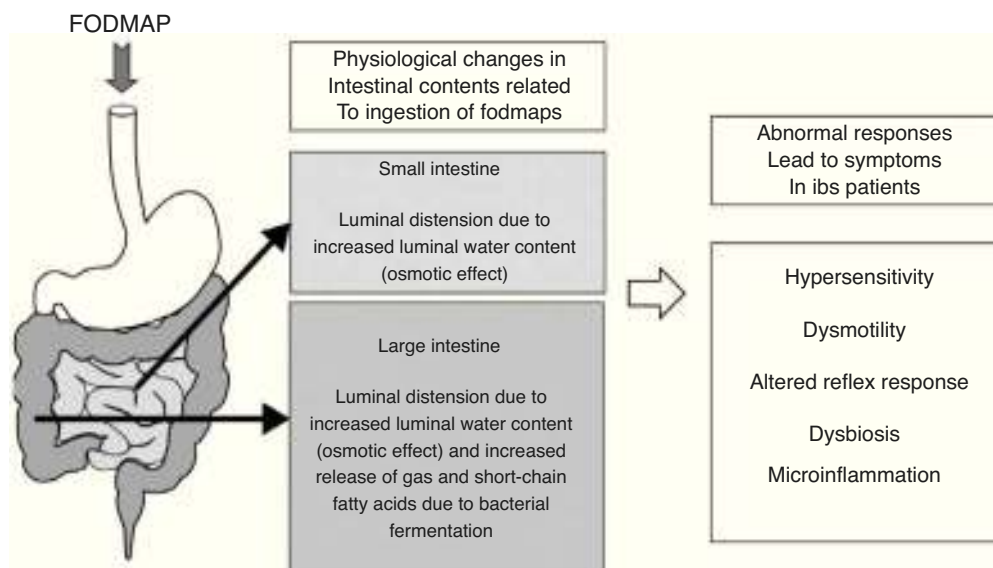 FODMAP
Physiological changes in
Intestinal contents related
To ingestion of fodmaps
Small intestine
Luminal distension due to
increased luminal water content
(osmotic effect)
Large intestine
Luminal distension due to
increased luminal water content
(osmotic effect) and increased
release of gas and short-chain
fatty acids due to bacterial
fermentation
Abnormal responses
Lead to symptoms
In ibs patients
Hypersensitivity
Dysmotility
Altered reflex response
Dysbiosis
Microinflammation